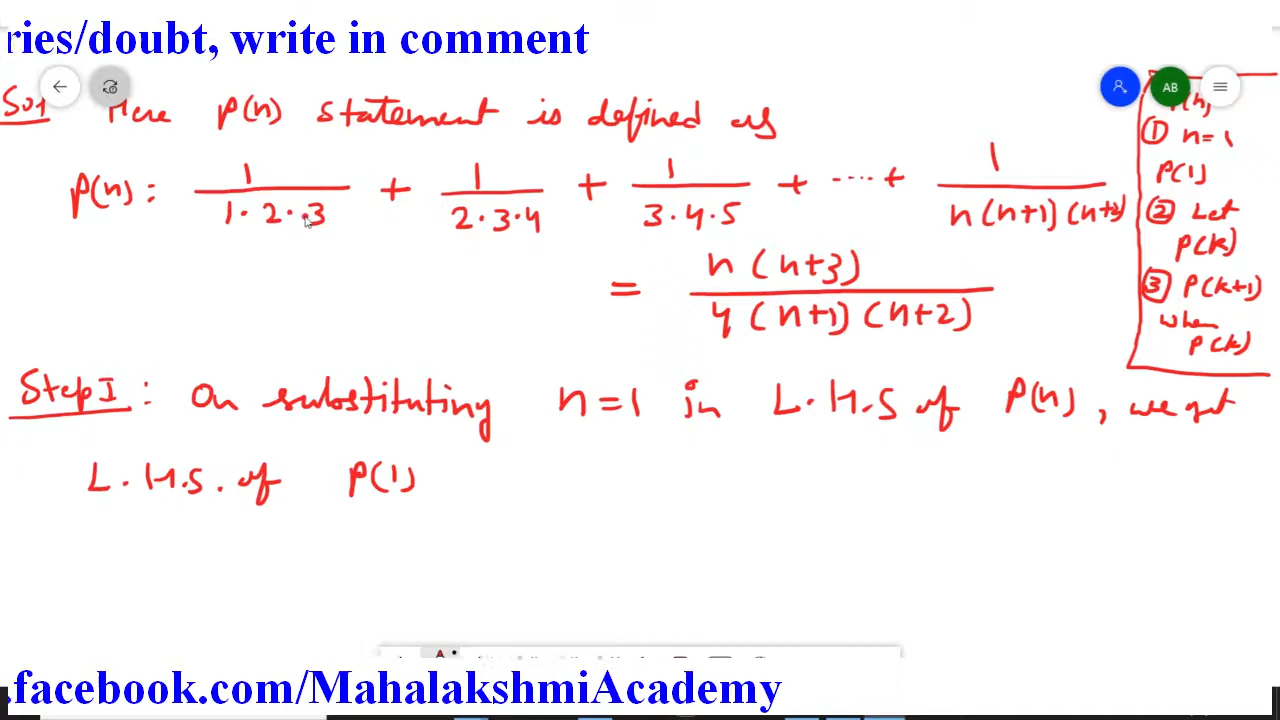 ries/doubt, write in comment
Sol Here P(n) statement is defined as
P(n): 1/(1·2·3) + 1/(2·3·4) + 1/(3·4·5) + ····+ 1/(n(n+1)(n+2))
= n(n+3)/(4(n+1)(n+2))
Step I: On substituting n=1 in L.H.S of P(n), we get
L.H.S. of P(1)
AB
① n=1
P(1)
② Let
P(k)
③ P(k+1)
when
P(k)
.facebook.com/MahalakshmiAcademy